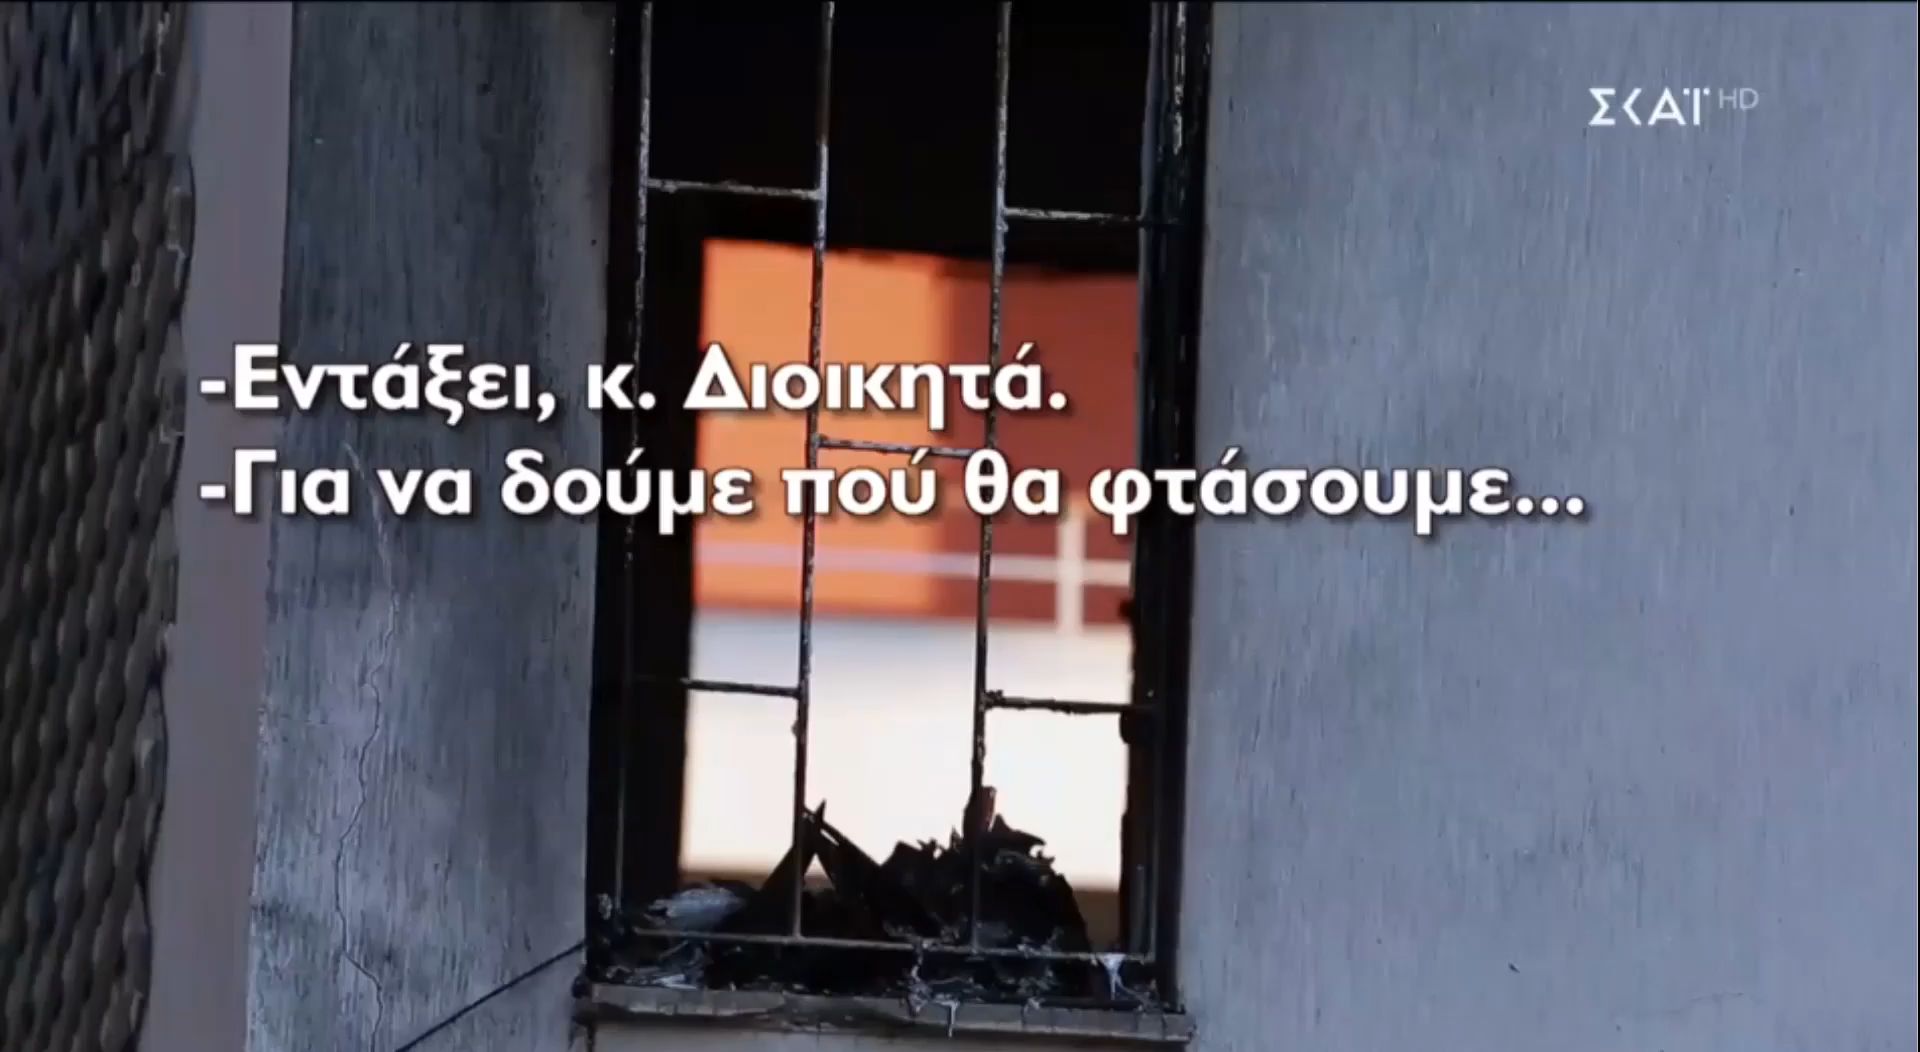 ΣΚΑΪ HD
-Εντάξει, κ. Διοικητά.
-Για να δούμε πού θα φτάσουμε...